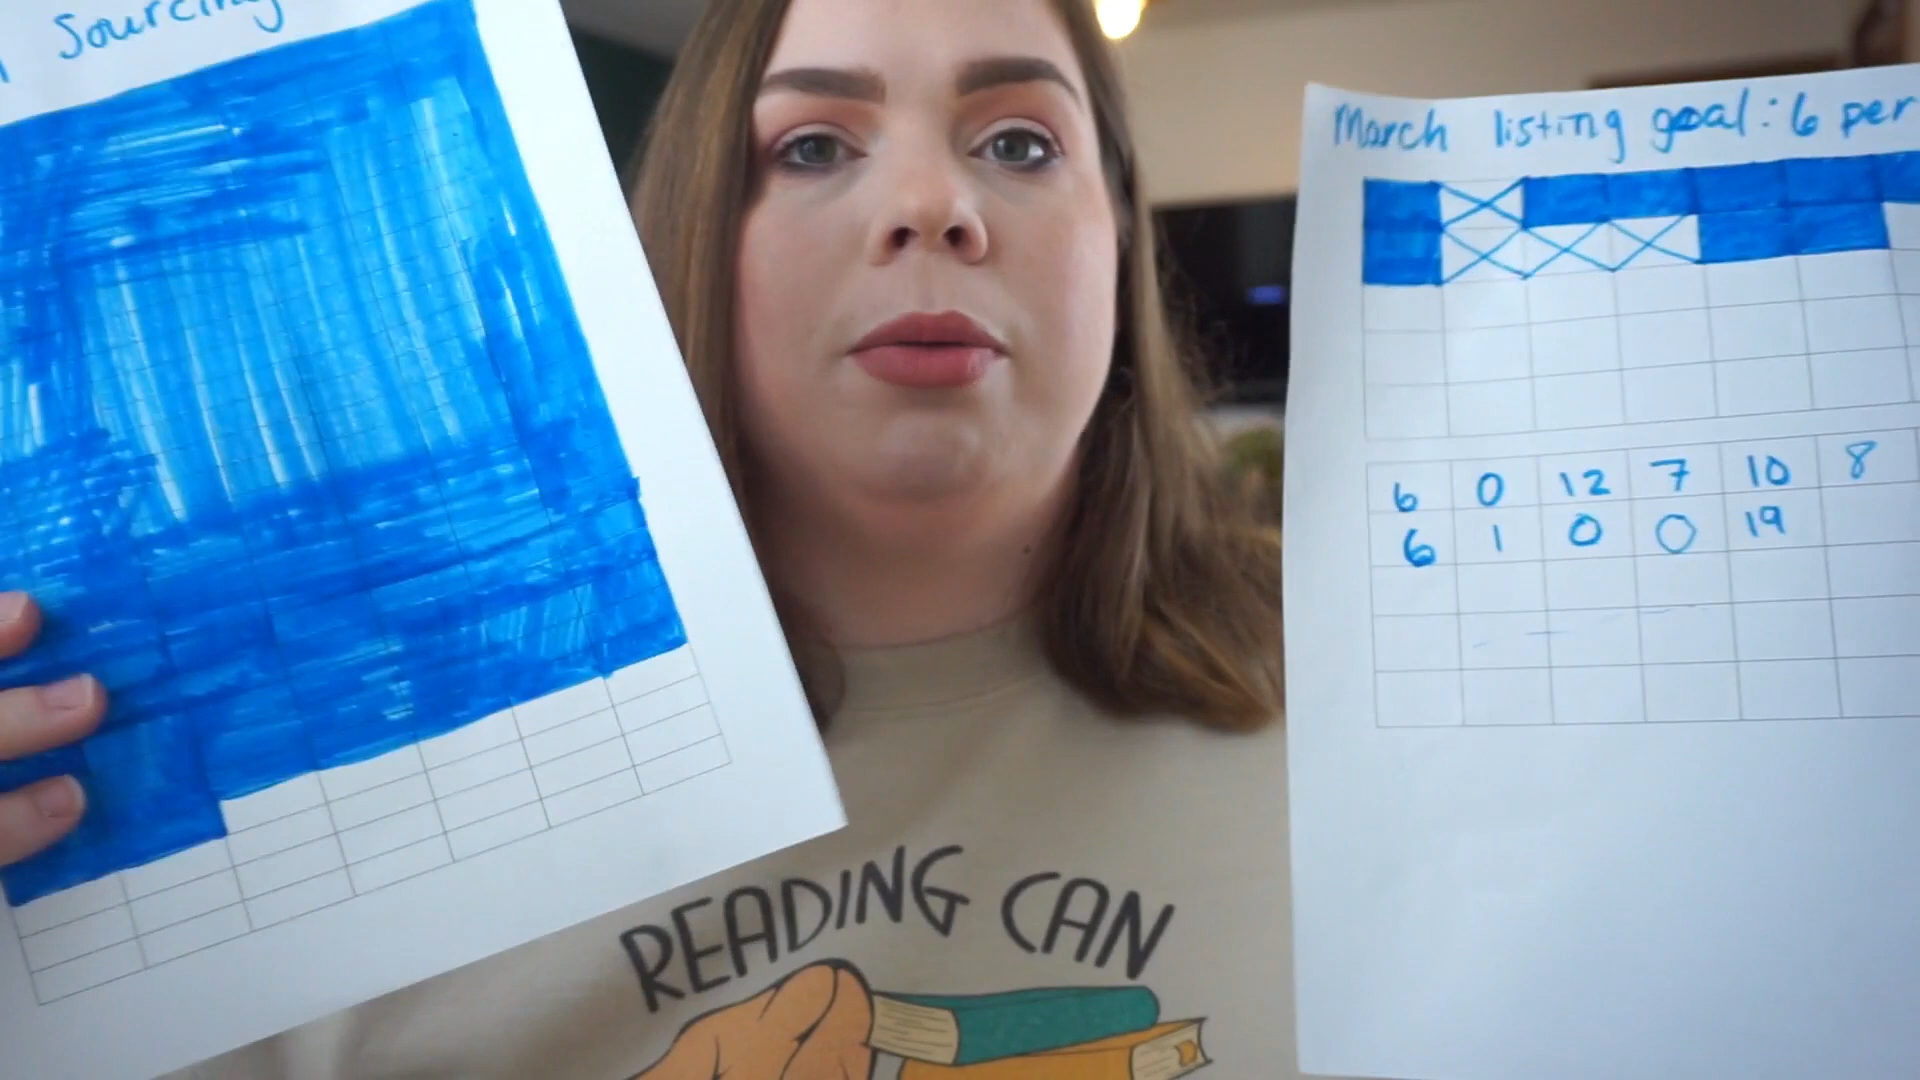 Sourcing
March listing goal: 6 per
6 0 12 7 10 8
6 1 0 0 19
READING CAN